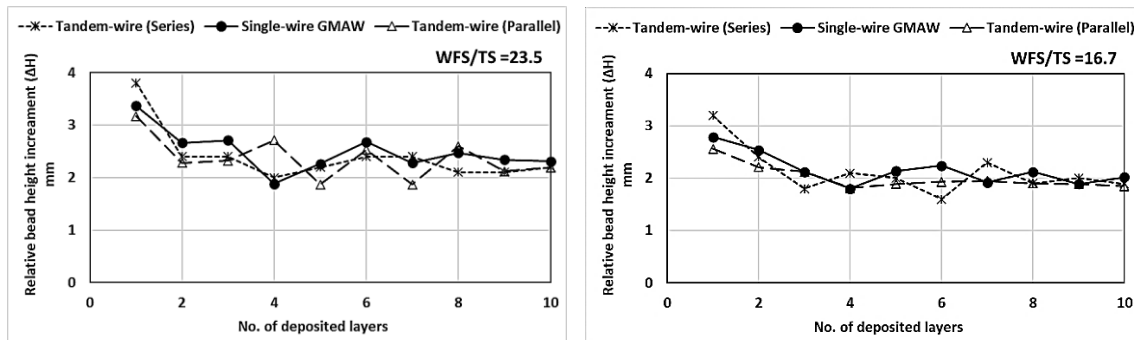 Tandem-wire (Series) Single-wire GMAW Tandem-wire (Parallel)
WFS/TS =23.5
Relative bead height increament (ΔH)
mm
4
3
2
1
0
0 2 4 6 8 10
No. of deposited layers
Tandem-wire (Series) Single-wire GMAW Tandem-wire (Parallel)
WFS/TS =16.7
Relative bead height increament (ΔH)
mm
4
3
2
1
0
0 2 4 6 8 10
No. of deposited layers